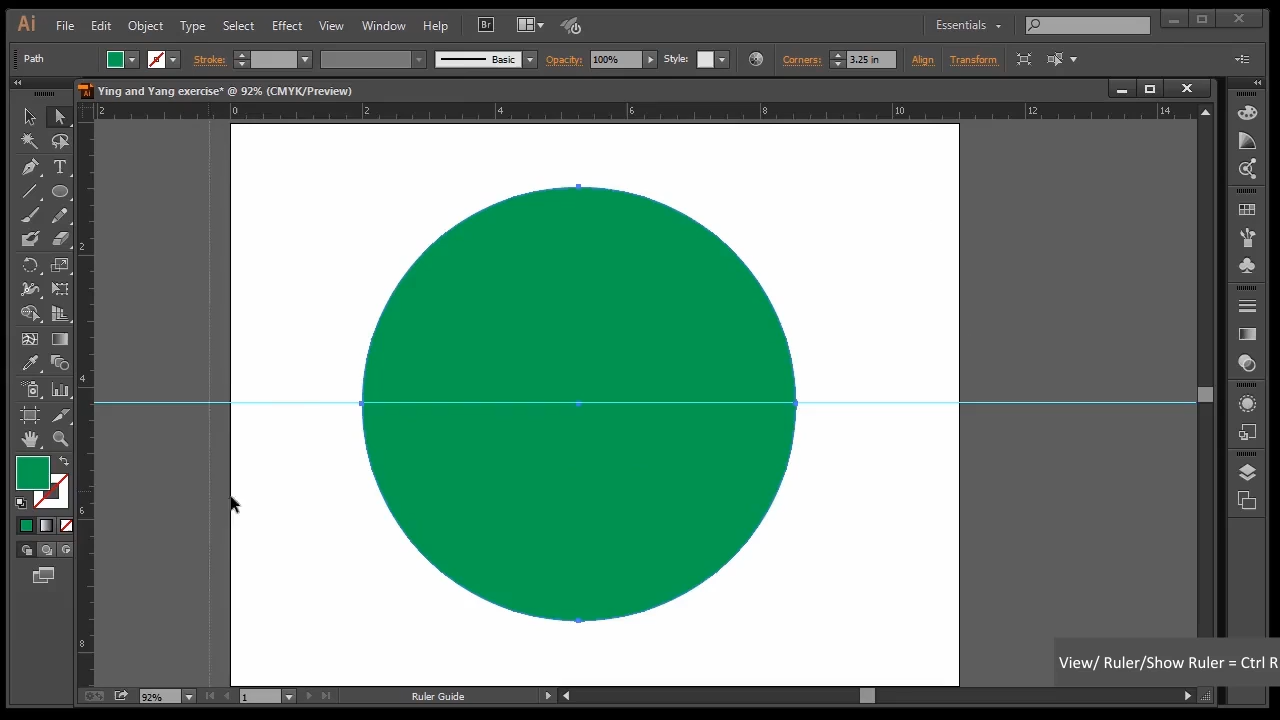 Ai File Edit Object Type Select Effect View Window Help Br Essentials
Path Stroke: Basic Opacity: 100% Style: Corners: 3.25 in Align Transform
Ai Ying and Yang exercise* @ 92% (CMYK/Preview)
2 0 2 4 6 8 10 12 14
T
2
4
6
8
View/ Ruler/Show Ruler = Ctrl R
92% 1 Ruler Guide